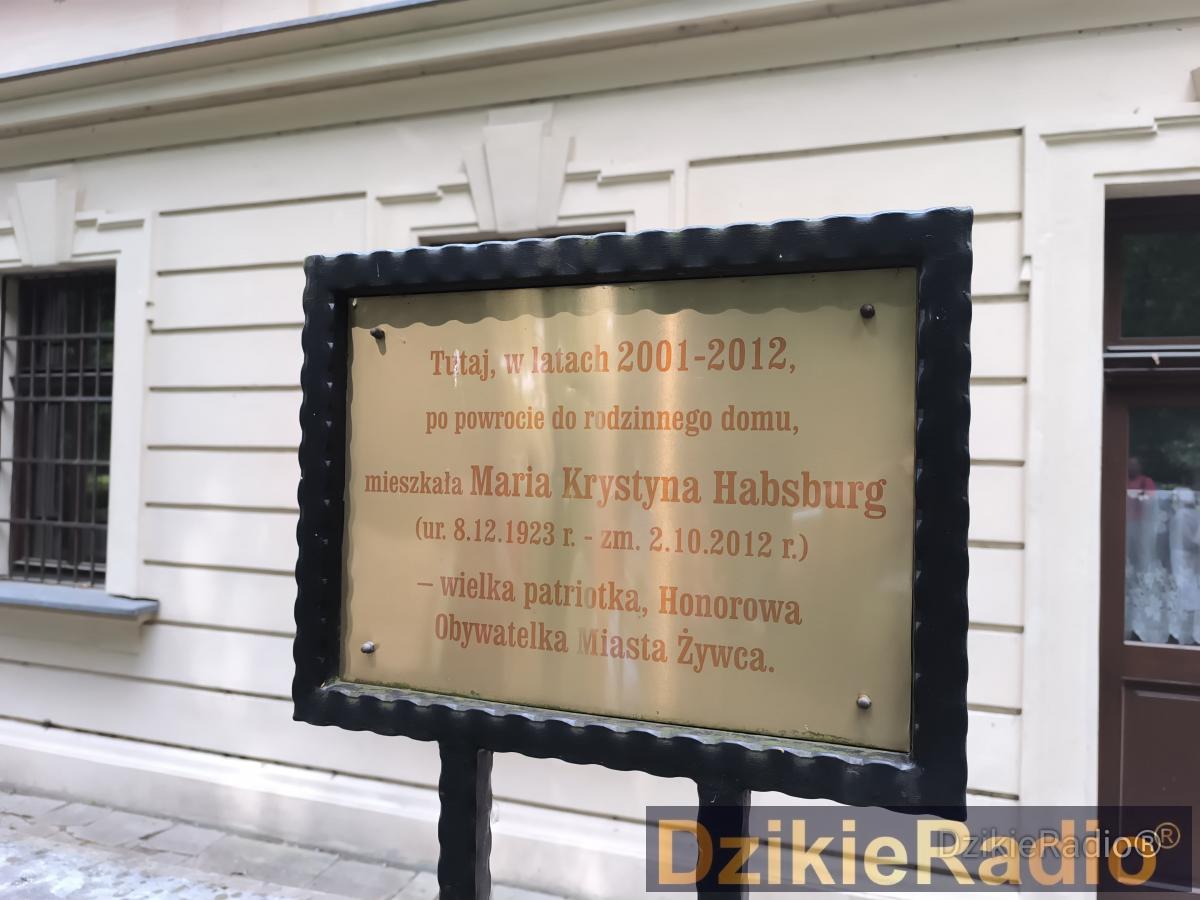 Tutaj, w latach 2001-2012,
po powrocie do rodzinnego domu,
mieszkała Maria Krystyna Habsburg
(ur. 8.12.1923 r. - zm. 2.10.2012 r.)
– wielka patriotka, Honorowa
Obywatelka Miasta Żywca.
DzikieRadio®
DzikieRadio®